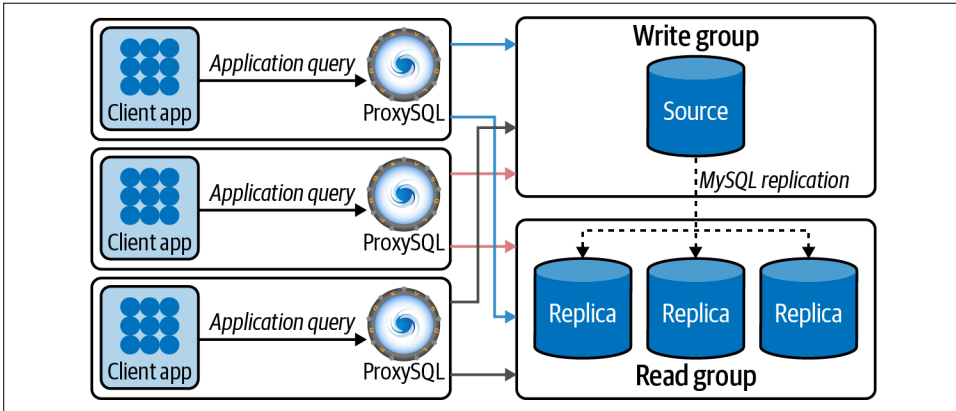 Application query
Client app
ProxySQL
Application query
Client app
ProxySQL
Application query
Client app
ProxySQL
Write group
Source
MySQL replication
Replica
Replica
Replica
Read group